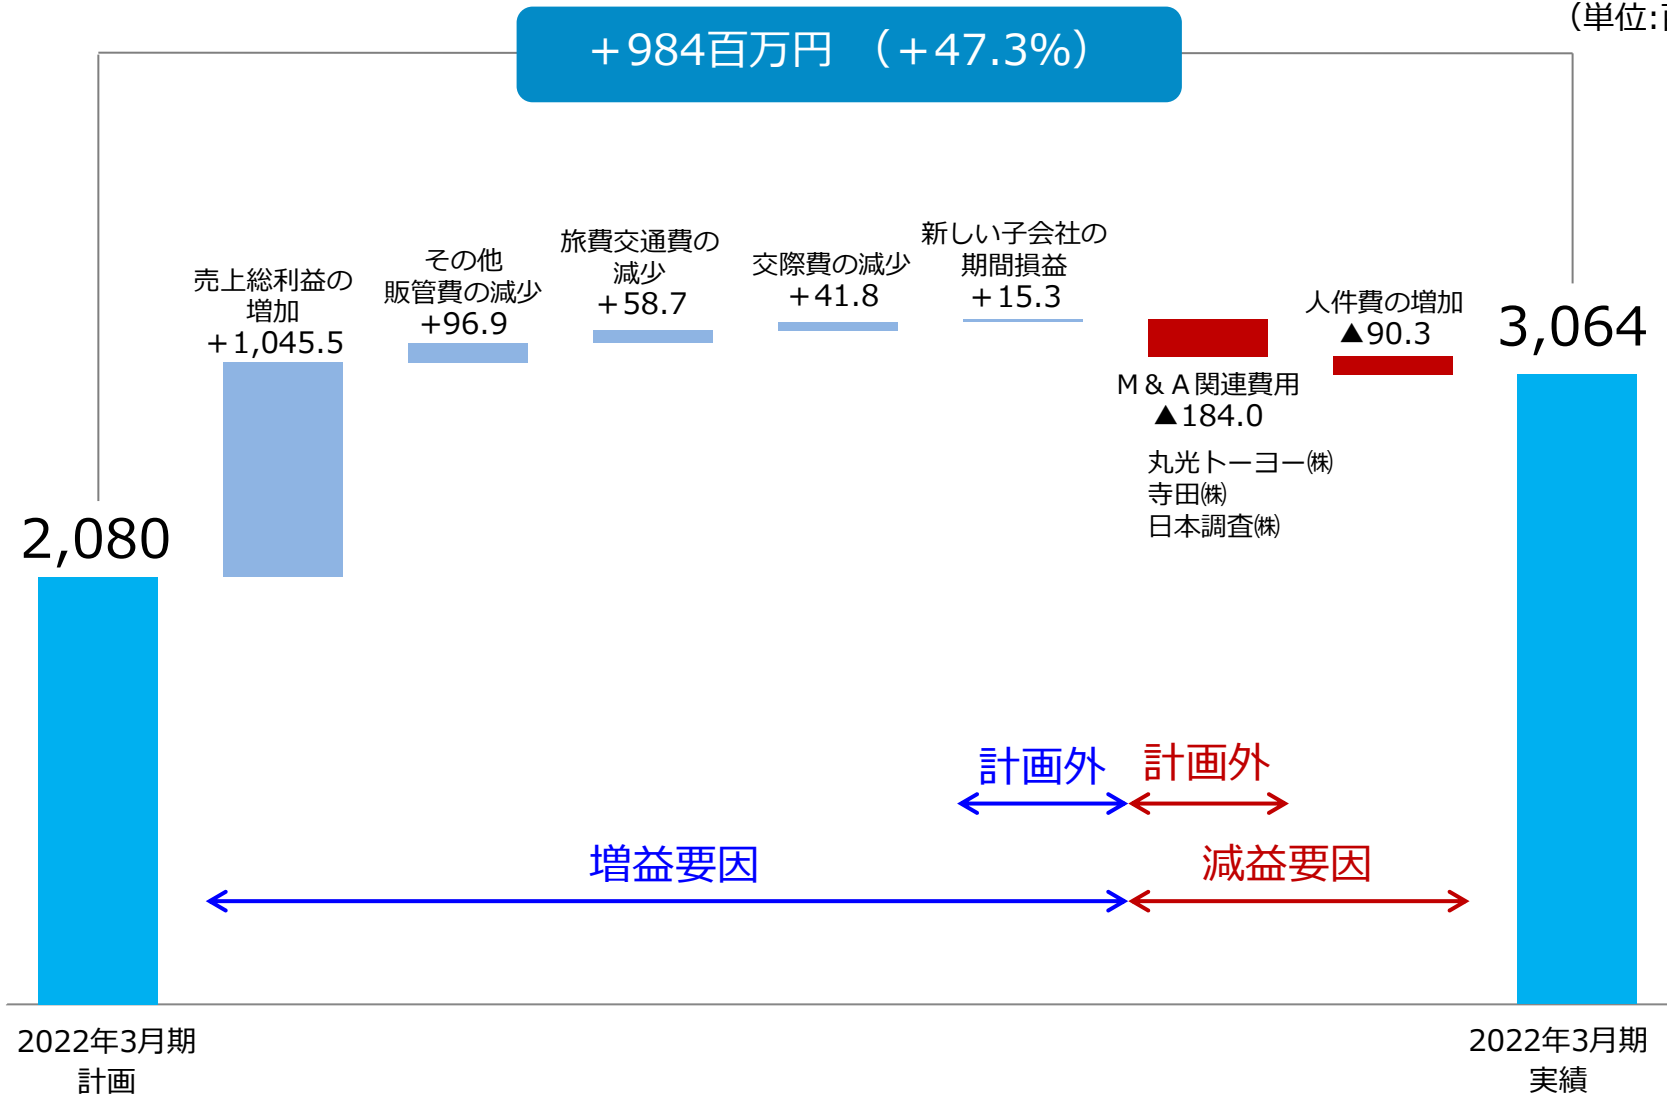 （単位:百
＋984百万円 （＋47.3%）
売上総利益の
増加
＋1,045.5
その他
販管費の減少
+96.9
旅費交通費の
減少
＋58.7
交際費の減少
＋41.8
新しい子会社の
期間損益
＋15.3
M＆A関連費用
▲184.0
丸光トーヨー㈱
寺田㈱
日本調査㈱
人件費の増加
▲90.3
2,080
3,064
計画外
計画外
増益要因
減益要因
2022年3月期
計画
2022年3月期
実績